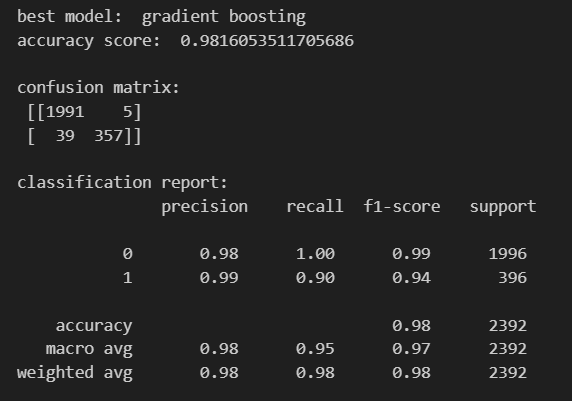 best model:  gradient boosting
accuracy score:  0.9816053511705686
confusion matrix:
 [[1991    5]
 [  39  357]]
classification report:
              precision    recall  f1-score   support
           0       0.98      1.00      0.99      1996
           1       0.99      0.90      0.94       396
    accuracy                           0.98      2392
   macro avg       0.98      0.95      0.97      2392
weighted avg       0.98      0.98      0.98      2392